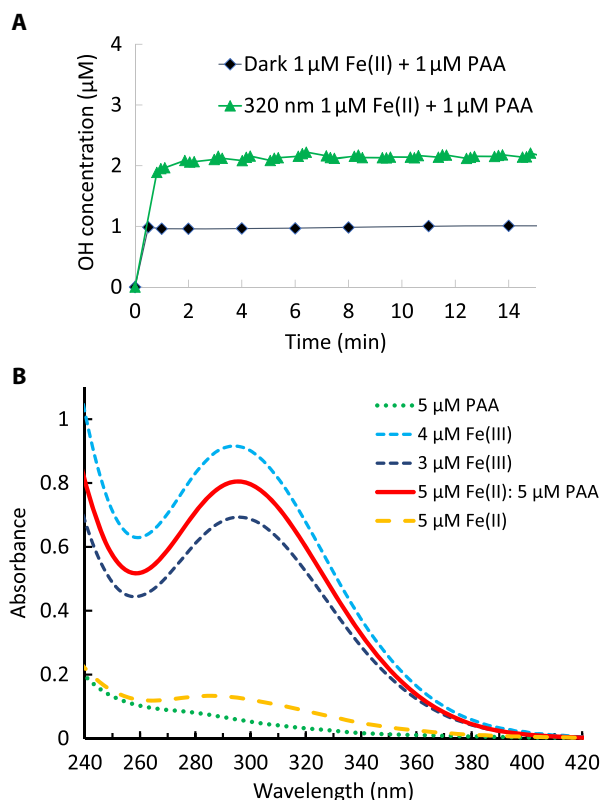 A
OH concentration (µM)
4
3
2
1
0
Dark 1 µM Fe(II) + 1 µM PAA
320 nm 1 µM Fe(II) + 1 µM PAA
0 2 4 6 8 10 12 14
Time (min)
B
Absorbance
1
0.8
0.6
0.4
0.2
0
5 µM PAA
4 µM Fe(III)
3 µM Fe(III)
5 µM Fe(II): 5 µM PAA
5 µM Fe(II)
240 260 280 300 320 340 360 380 400 420
Wavelength (nm)